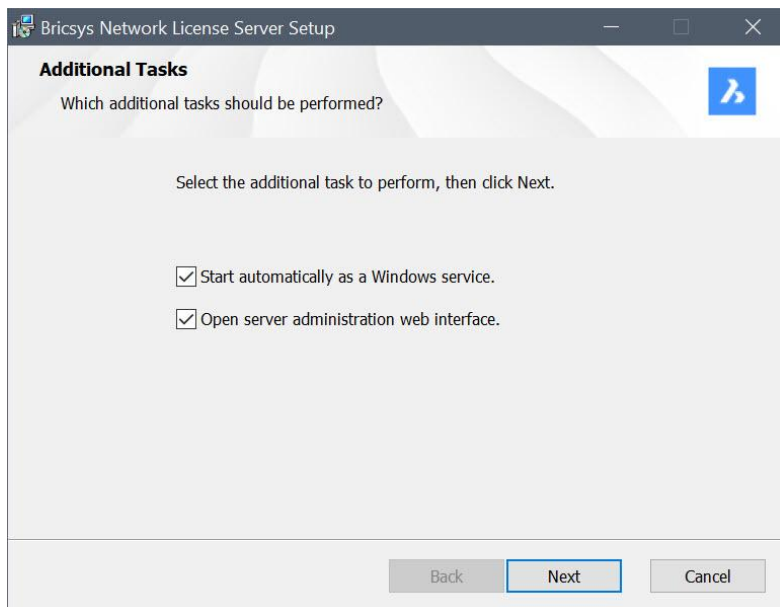 Bricsys Network License Server Setup
Additional Tasks
Which additional tasks should be performed?
Select the additional task to perform, then click Next.
Start automatically as a Windows service.
Open server administration web interface.
Back Next Cancel